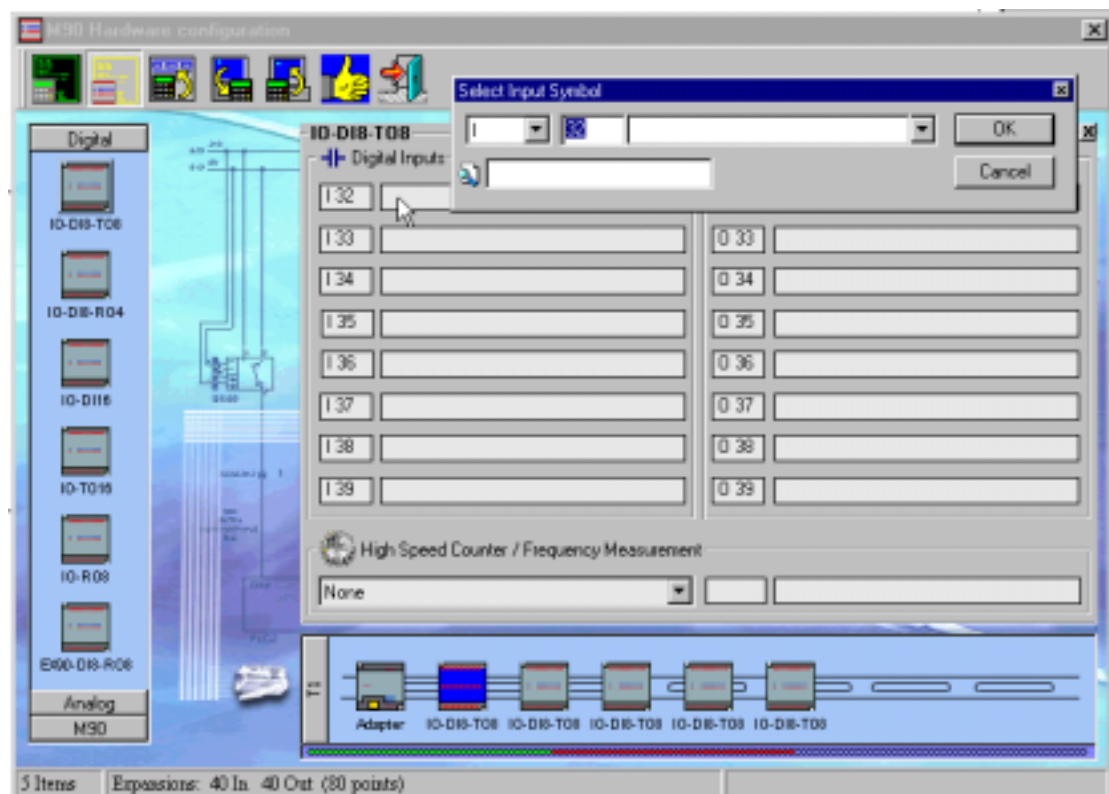 M90 Hardware configuration
Select Input Symbol
I 32 OK
Cancel
Digital
IO-DI8-TO8
IO-DI8-RO4
IO-DI16
IO-TO16
IO-RO8
EX90-DI8-RO8
Analog
M90
IO-DI8-TO8
Digital Inputs
I 32
I 33 O 33
I 34 O 34
I 35 O 35
I 36 O 36
I 37 O 37
I 38 O 38
I 39 O 39
High Speed Counter / Frequency Measurement
None
T1
Adapter IO-DI8-TO8 IO-DI8-TO8 IO-DI8-TO8 IO-DI8-TO8 IO-DI8-TO8
5 Items Expansions: 40 In 40 Out (80 points)